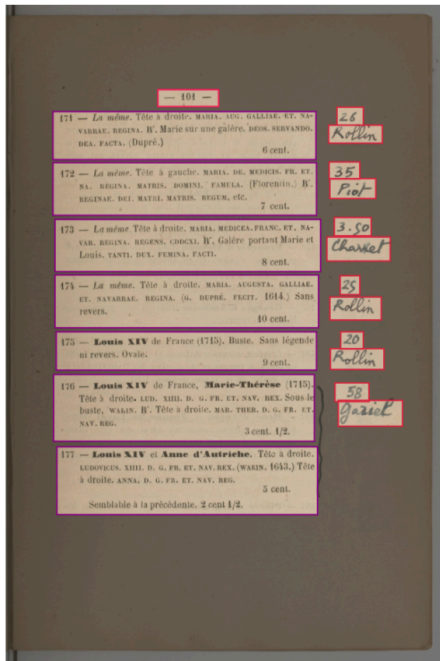 — 101 —
171 — La même. Tête à droite. MARIA. AUG. GALLIAE. ET. NA-
VARRAE. REGINA. R'. Marie sur une galère. DEOS. SERVANDO.
DEA. FACTA. (Dupré.)
6 cent.
26
Rollin
172 — La même. Tête à gauche. MARIA. DE. MEDICIS. FR. ET.
NA. REGINA. MATRIS. DOMINI. FAMULA. (Florentin.) R'.
REGINAE. DEI. MATRI. MATRIS. REGUM, etc.
7 cent.
35
Piot
173 — La même. Tête à droite. MARIA. MEDICEA. FRANC. ET. NA-
VAR. REGINA. REGENS. R'. Galère portant Marie et
Louis. TANTI. DUX. FEMINA. FACTI.
8 cent.
3.50
Charvet
174 — La même. Tête à droite. MARIA. AUGUSTA. GALLIAE.
ET. NAVARRAE. REGINA. (G. DUPRÉ. FECIT. 1614.) Sans
revers.
10 cent.
25
Rollin
175 — Louis XIV de France (1715). Buste. Sans légende
ni revers. Ovale.
9 cent.
20
Rollin
176 — Louis XIV de France, Marie-Thérèse (1715).
Tête à droite. LUD. XIIII. D. G. FR. ET. NAV. REX. Sous le
buste, WARIN. R'. Tête à droite. MAR. THER. D. G. FR. ET.
NAV. REG.
3 cent. 1/2.
58
Gariel
177 — Louis XIV et Anne d'Autriche. Tête à droite.
LUDOVICUS. XIIII. D. G. FR. ET. NAV. REX. (WARIN. 1643.) Tête
à droite. ANNA. D. G. FR. ET. NAV. REG.
5 cent.
Semblable à la précédente. 2 cent 1/2.